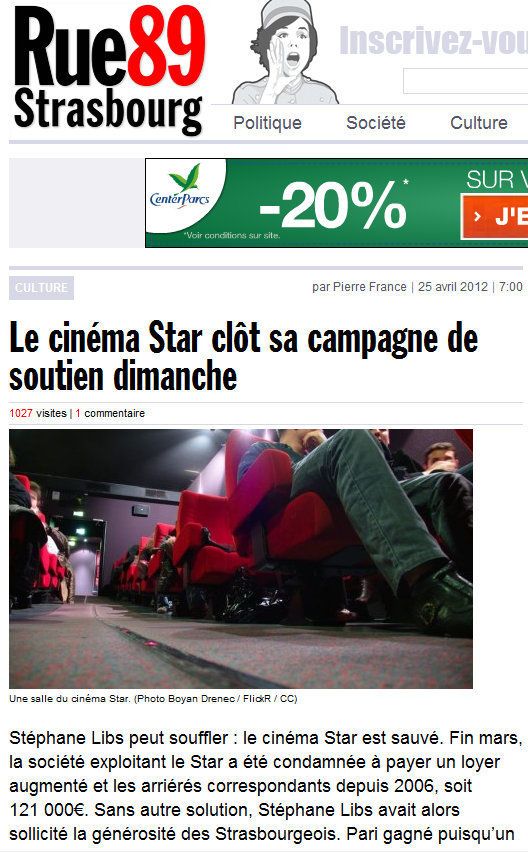 Rue89
Strasbourg
Inscrivez-vou
Politique Société Culture
CenterParcs
-20%*
*Voir conditions sur site.
SUR V
> J'E
CULTURE
par Pierre France | 25 avril 2012 | 7:00
Le cinéma Star clôt sa campagne de
soutien dimanche
1027 visites | 1 commentaire
Une salle du cinéma Star. (Photo Boyan Drenec / FlickR / CC)
Stéphane Libs peut souffler : le cinéma Star est sauvé. Fin mars,
la société exploitant le Star a été condamnée à payer un loyer
augmenté et les arriérés correspondants depuis 2006, soit
121 000€. Sans autre solution, Stéphane Libs avait alors
sollicité la générosité des Strasbourgeois. Pari gagné puisqu’un